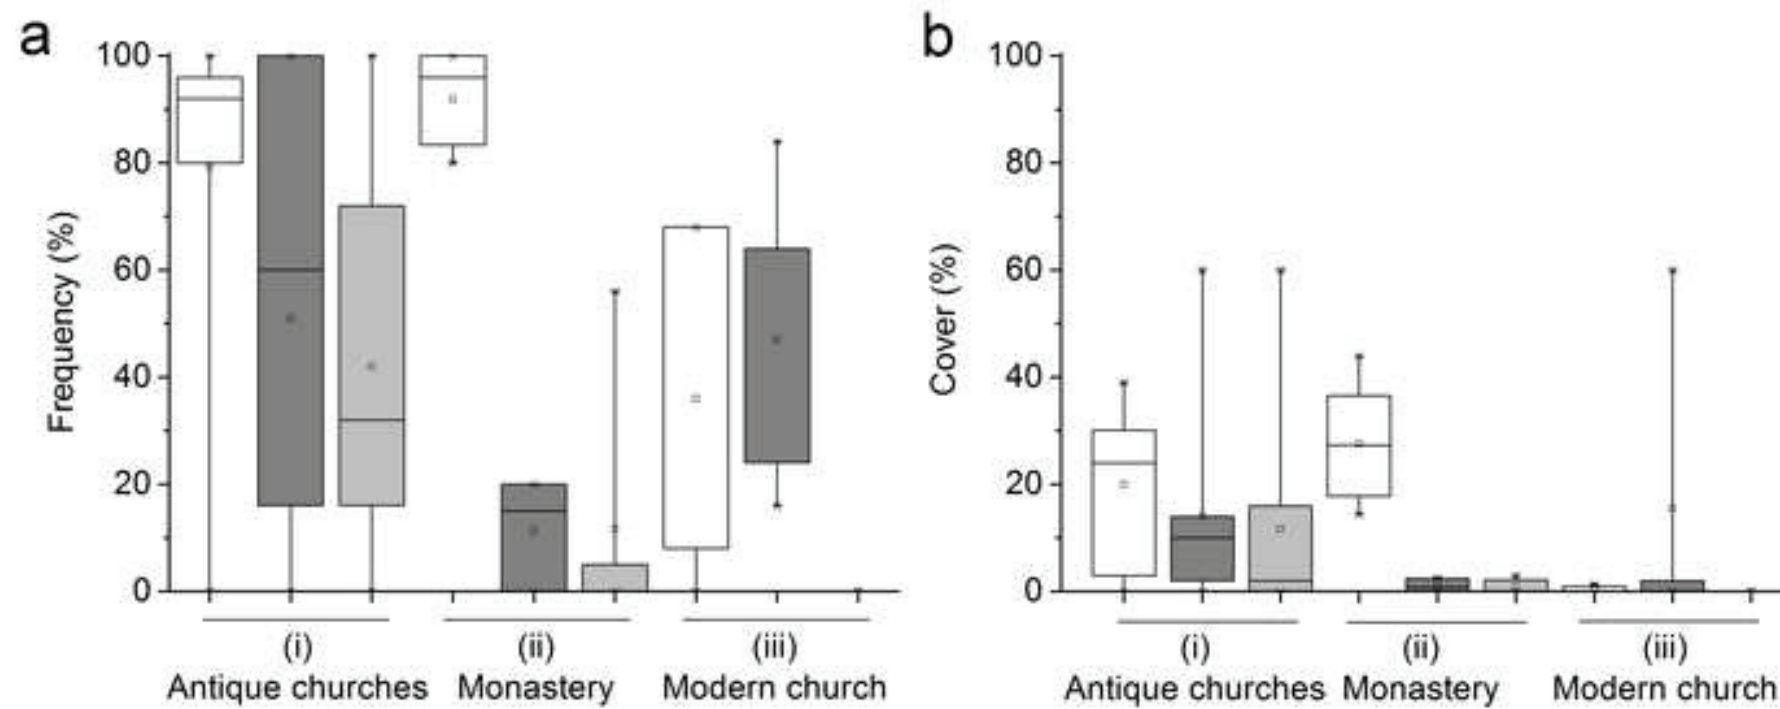 a
Frequency (%)
100
80
60
40
20
0
(i)
(ii)
(iii)
Antique churches
Monastery
Modern church
b
Cover (%)
100
80
60
40
20
0
(i)
(ii)
(iii)
Antique churches
Monastery
Modern church